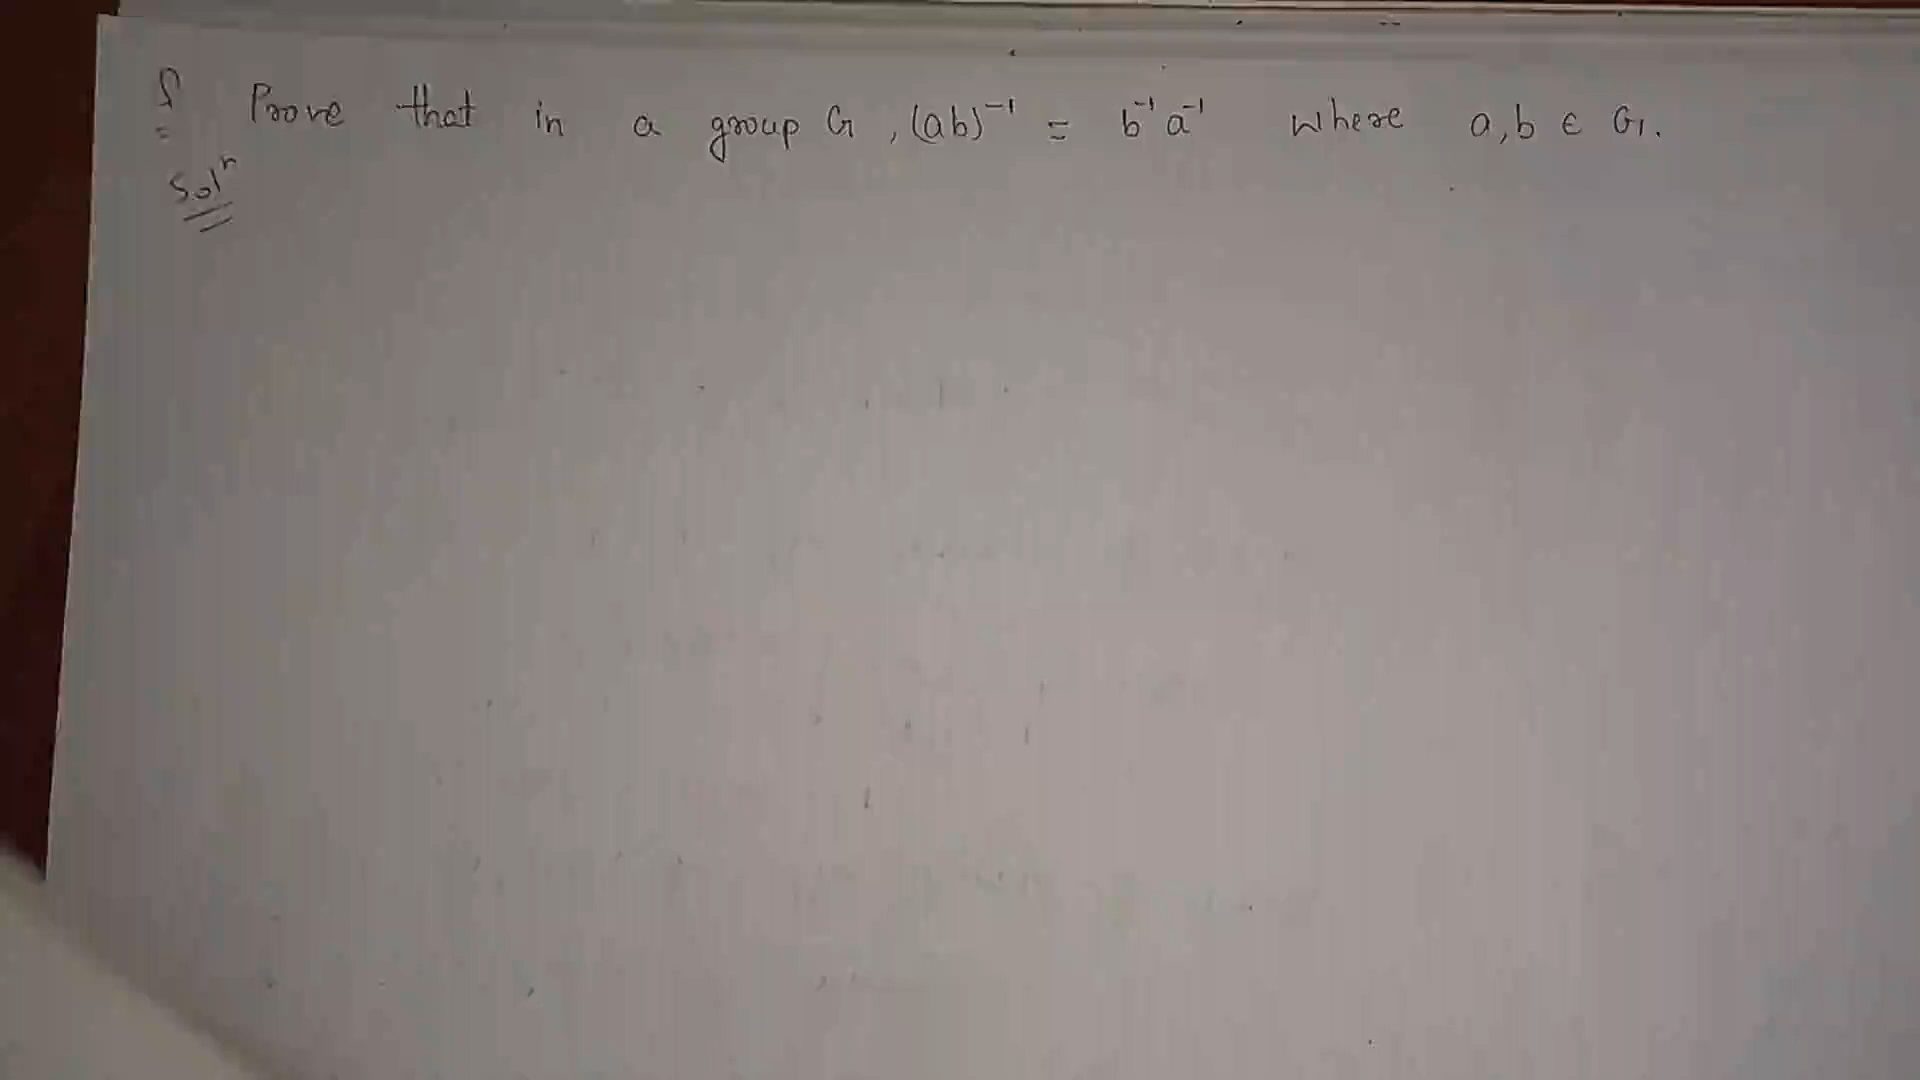 Q Prove that in a group G, (ab)⁻¹ = b⁻¹a⁻¹ where a,b ∈ G.
Solⁿ